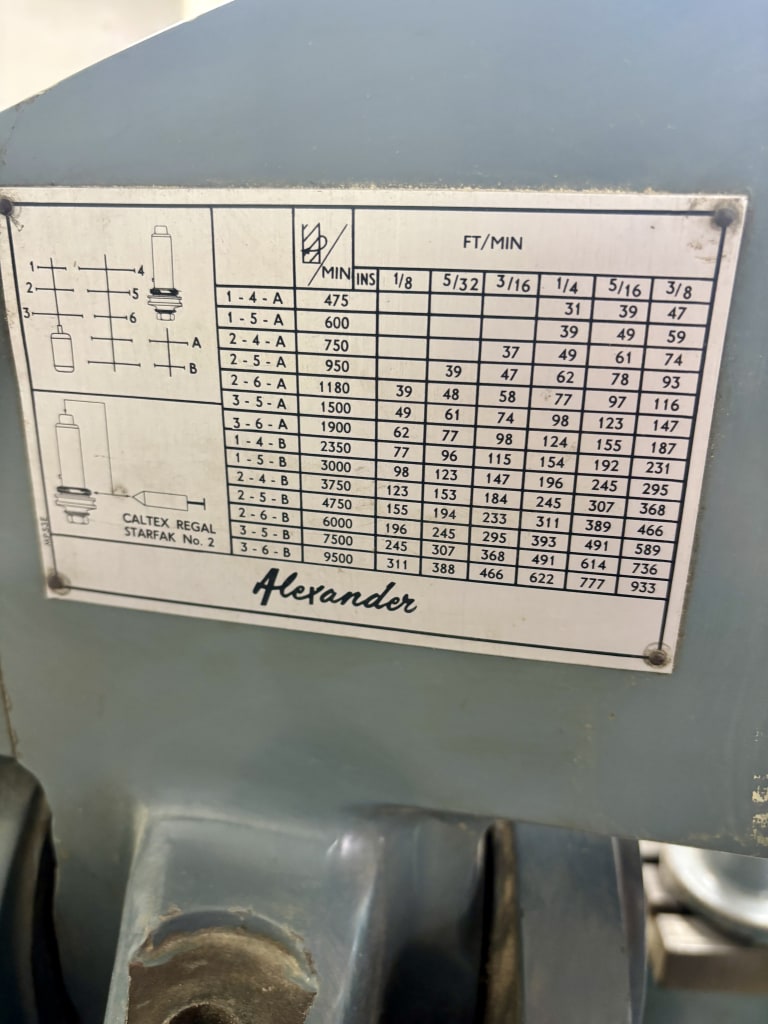 FT/MIN
/MIN INS 1/8 5/32 3/16 1/4 5/16 3/8
1 4
2 5
3 6
A
B
1 - 4 - A 475 31 39 47
1 - 5 - A 600 39 49 59
2 - 4 - A 750 37 49 61 74
2 - 5 - A 950 39 47 62 78 93
2 - 6 - A 1180 39 48 58 77 97 116
3 - 5 - A 1500 49 61 74 98 123 147
3 - 6 - A 1900 62 77 98 124 155 187
1 - 4 - B 2350 77 96 115 154 192 231
1 - 5 - B 3000 98 123 147 196 245 295
2 - 4 - B 3750 123 153 184 245 307 368
2 - 5 - B 4750 155 194 233 311 389 466
2 - 6 - B 6000 196 245 295 393 491 589
3 - 5 - B 7500 245 307 368 491 614 736
3 - 6 - B 9500 311 388 466 622 777 933
CALTEX REGAL
STARFAK No. 2
Alexander